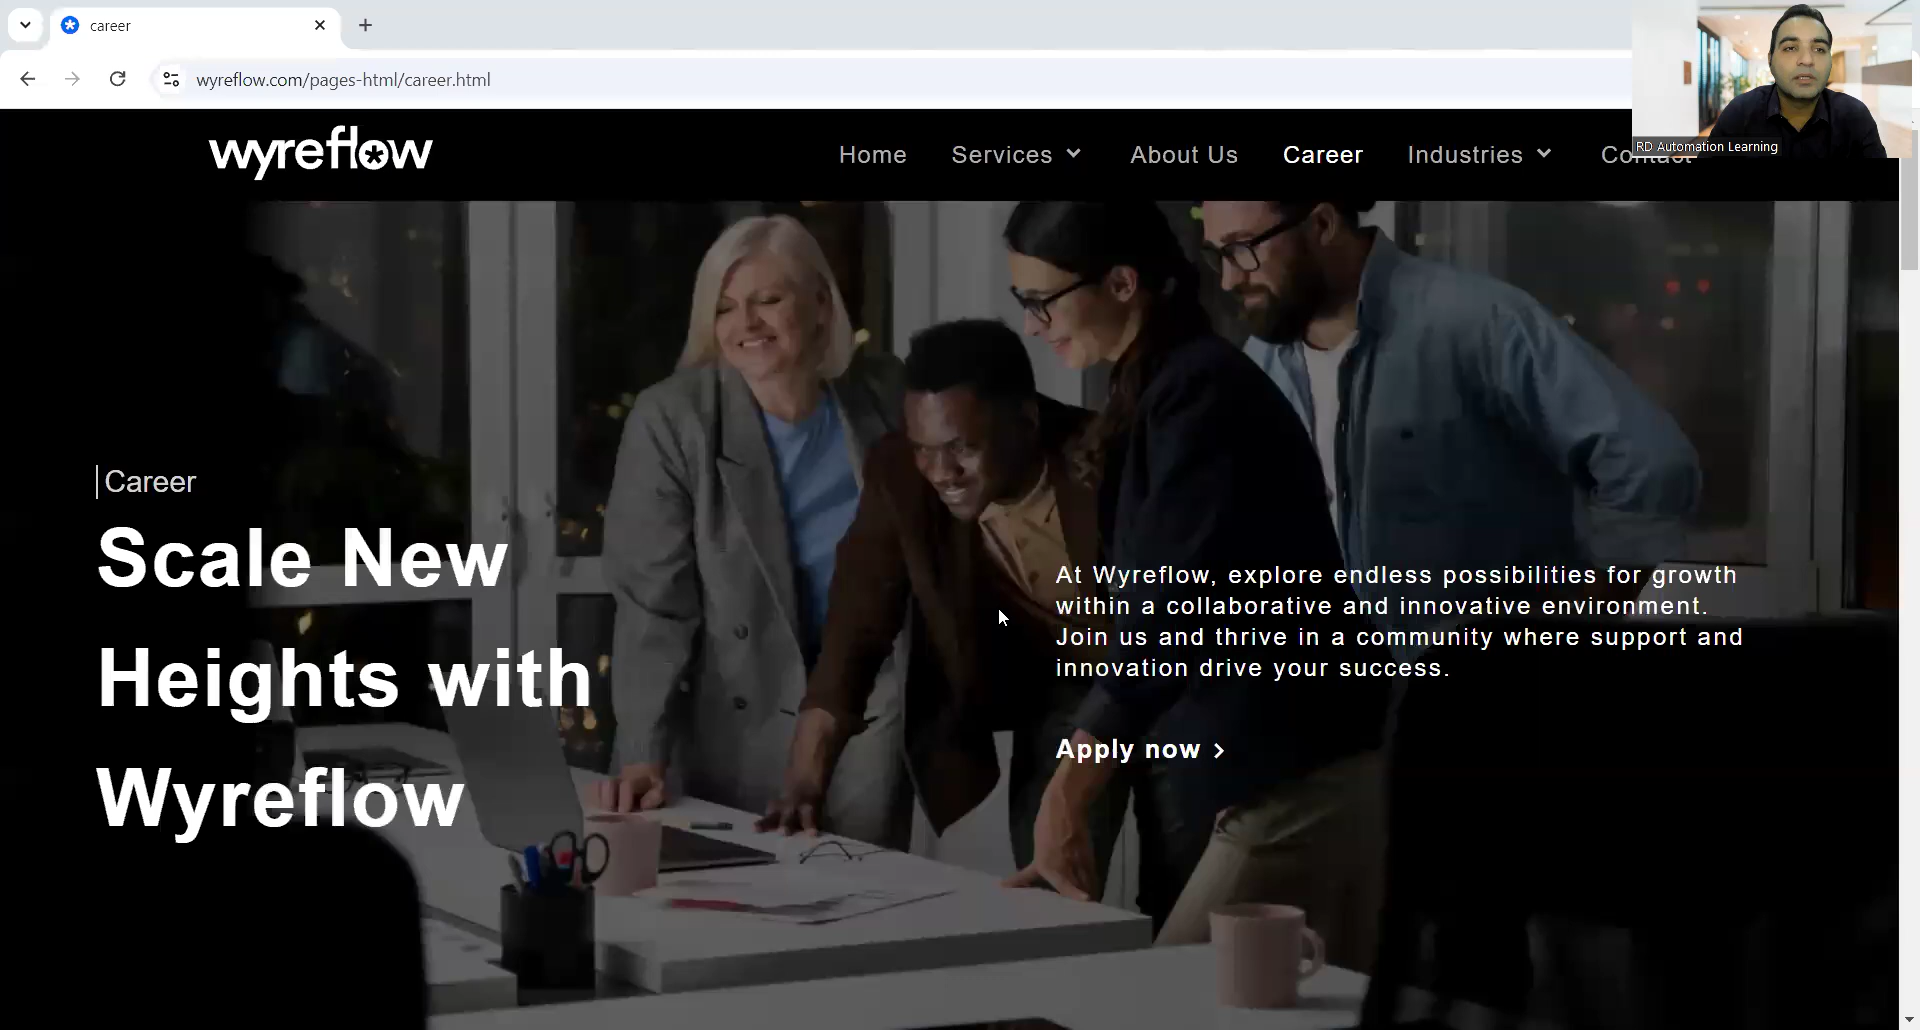 career
wyreflow.com/pages-html/career.html
wyreflow
Home
Services
About Us
Career
Industries
Contact
RD Automation Learning
Career
Scale New
Heights with
Wyreflow
At Wyreflow, explore endless possibilities for growth
within a collaborative and innovative environment.
Join us and thrive in a community where support and
innovation drive your success.
Apply now >